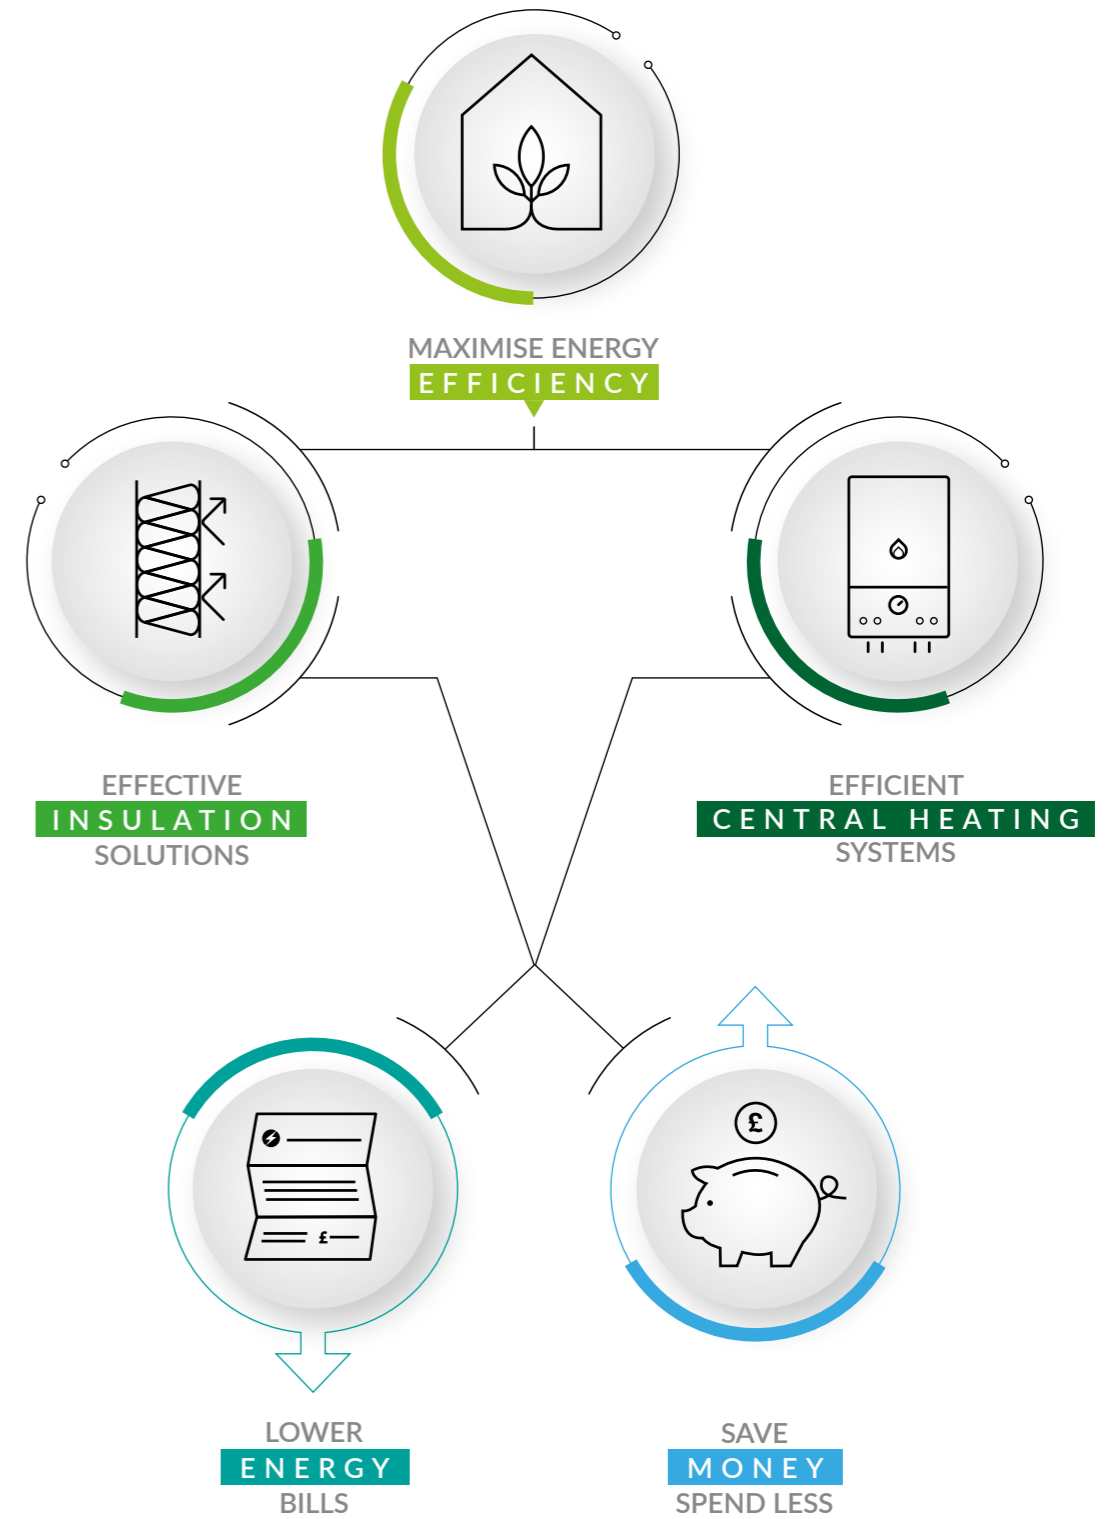 MAXIMISE ENERGY
EFFICIENCY
EFFECTIVE
INSULATION
SOLUTIONS
EFFICIENT
CENTRAL HEATING
SYSTEMS
£
£
LOWER
ENERGY
BILLS
SAVE
MONEY
SPEND LESS